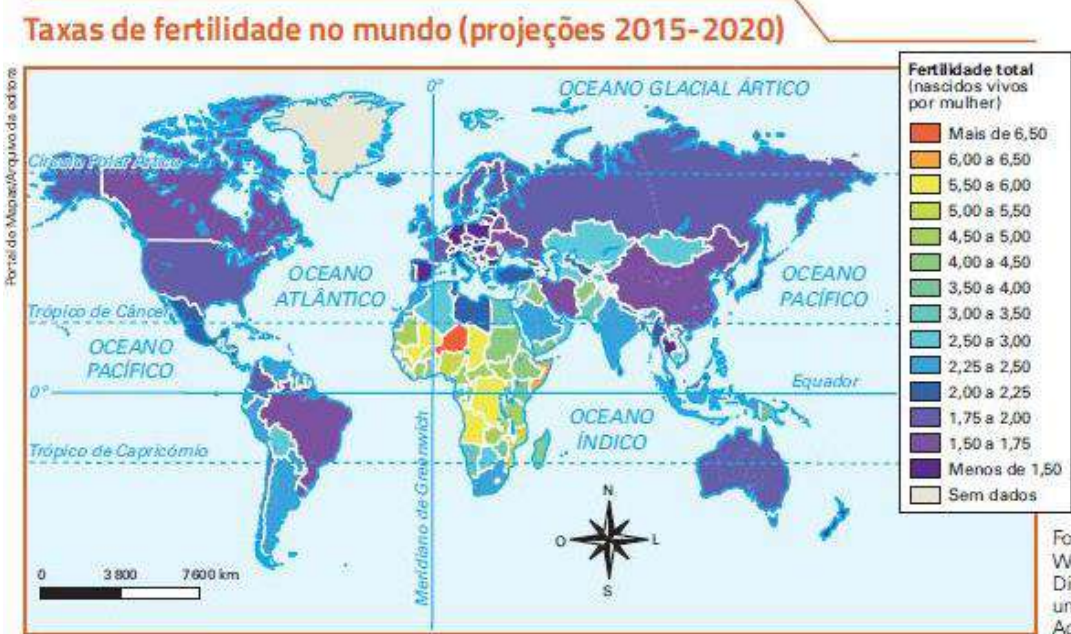 Taxas de fertilidade no mundo (projeções 2015-2020)
Portal de Mapas/Arquivo da editora
0°
OCEANO GLACIAL ÁRTICO
Círculo Polar Ártico
OCEANO
ATLÂNTICO
OCEANO
PACÍFICO
Trópico de Câncer
OCEANO
PACÍFICO
0°
Equador
OCEANO
ÍNDICO
Trópico de Capricórnio
Meridiano de Greenwich
N
O
L
S
0 3 800 7 600 km
Fertilidade total
(nascidos vivos
por mulher)
Mais de 6,50
6,00 a 6,50
5,50 a 6,00
5,00 a 5,50
4,50 a 5,00
4,00 a 4,50
3,50 a 4,00
3,00 a 3,50
2,50 a 3,00
2,25 a 2,50
2,00 a 2,25
1,75 a 2,00
1,50 a 1,75
Menos de 1,50
Sem dados
Fo
W
Di
un
Ac